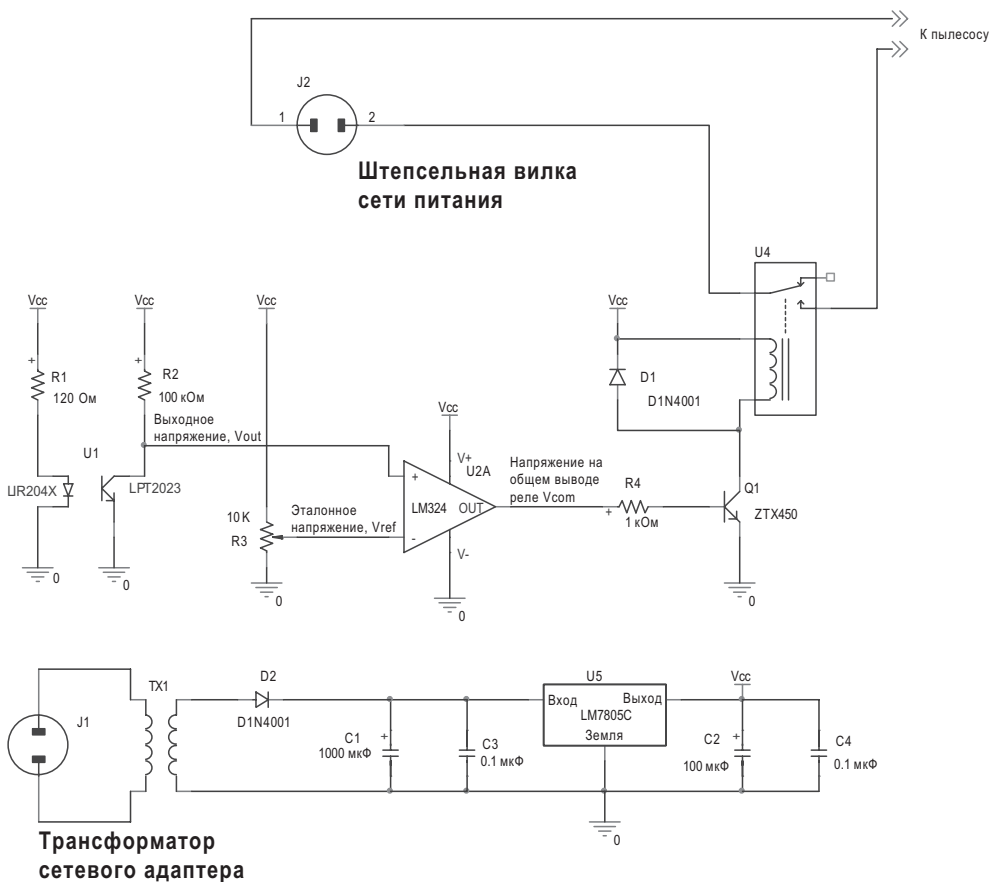 К пылесосу
J2
1
2
Штепсельная вилка
сети питания
U4
Vcc
Vcc
Vcc
Vcc
+
R1
120 Ом
+
R2
100 кОм
D1
D1N4001
Выходное
напряжение, Vout
Vcc
U1
LPT2023
V+
U2A
+
LM324
OUT
-
V-
Напряжение на
общем выводе
реле Vcom
R4
+
1 кОм
Q1
ZTX450
10K
R3
Эталонное
напряжение, Vref
0
0
0
0
0
TX1
D2
D1N4001
U5
Вход
Выход
LM7805C
Земля
Vcc
J1
C1
+
1000 мкФ
C3
0.1 мкФ
C2
+
100 мкФ
C4
0.1 мкФ
0
Трансформатор
сетевого адаптера